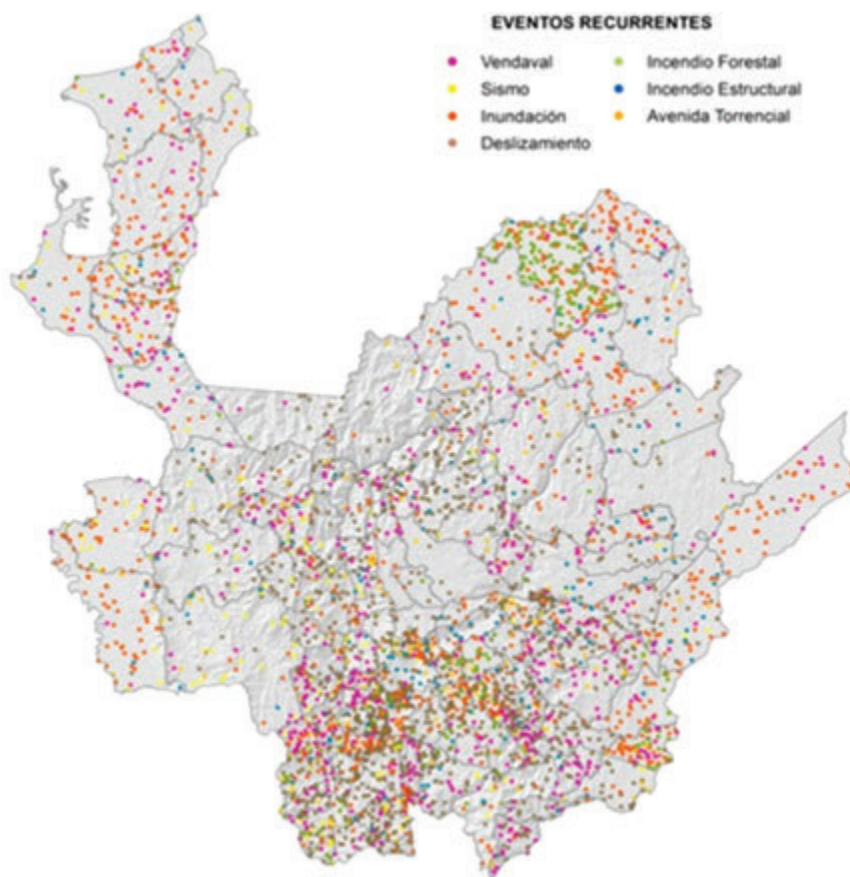 EVENTOS RECURRENTES
Vendaval
Sismo
Inundación
Deslizamiento
Incendio Forestal
Incendio Estructural
Avenida Torrencial